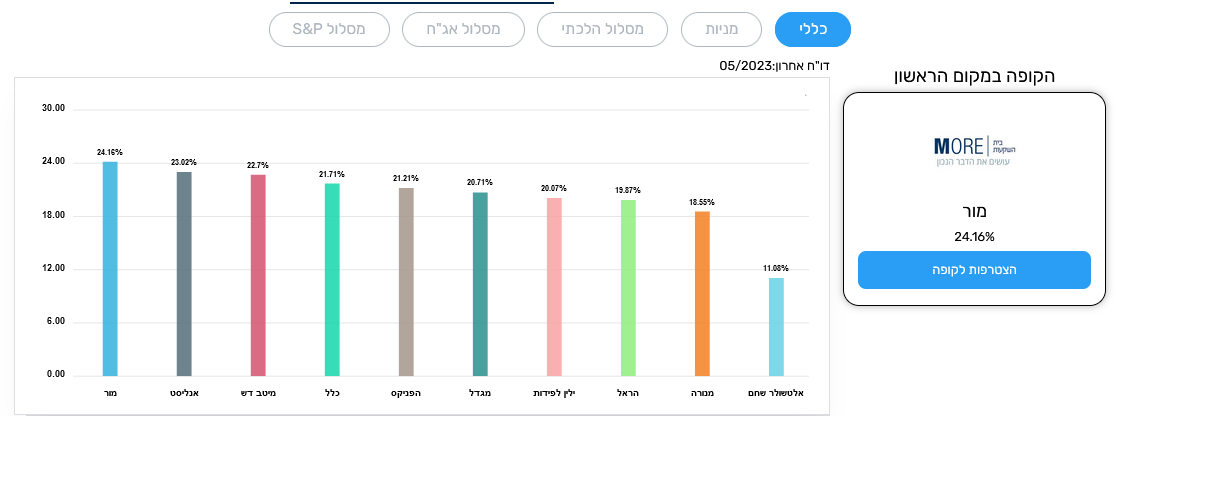 כללי
מניות
מסלול הלכתי
מסלול אג"ח
מסלול S&P
דו"ח אחרון:05/2023
הקופה במקום הראשון
MORE בית השקעות
עושים את הדבר הנכון
מור
24.16%
הצטרפות לקופה
30.00
24.00
18.00
12.00
6.00
0.00
24.16%
23.02%
22.7%
21.71%
21.21%
20.71%
20.07%
19.87%
18.55%
11.08%
מור
אנליסט
מיטב דש
כלל
הפניקס
מגדל
ילין לפידות
הראל
מנורה
אלטשולר שחם